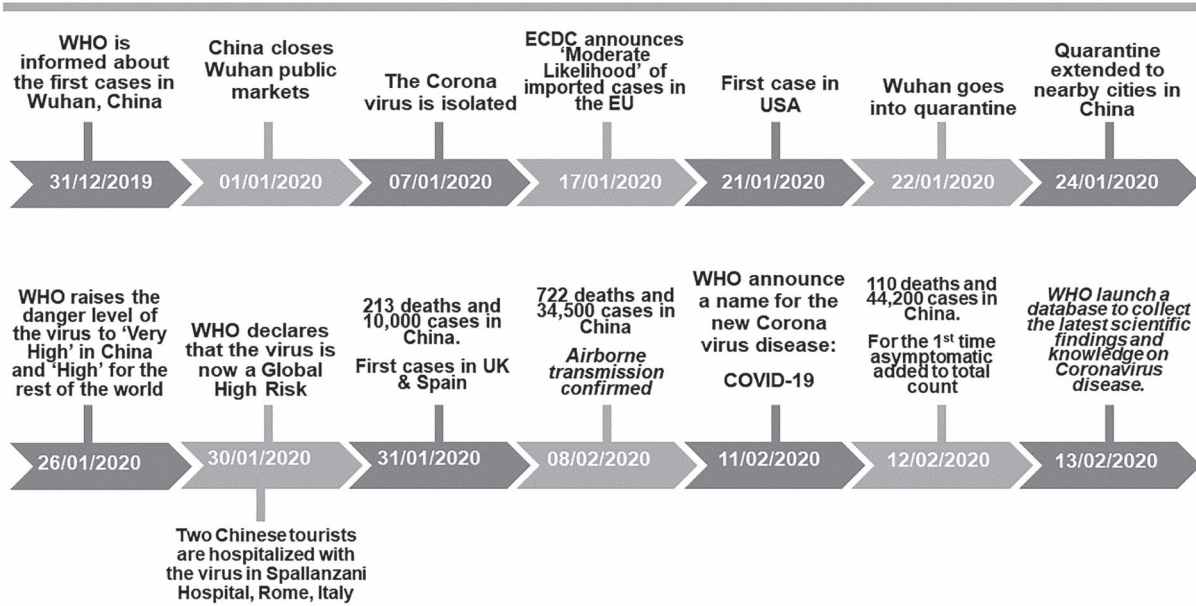 WHO is
informed about
the first cases in
Wuhan, China
China closes
Wuhan public
markets
The Corona
virus is isolated
ECDC announces
‘Moderate
Likelihood’ of
imported cases in
the EU
First case in
USA
Wuhan goes
into quarantine
Quarantine
extended to
nearby cities in
China
31/12/2019
01/01/2020
07/01/2020
17/01/2020
21/01/2020
22/01/2020
24/01/2020
WHO raises the
danger level of
the virus to ‘Very
High’ in China
and ‘High’ for the
rest of the world
WHO declares
that the virus is
now a Global
High Risk
213 deaths and
10,000 cases in
China.
First cases in UK
& Spain
722 deaths and
34,500 cases in
China
Airborne
transmission
confirmed
WHO announce
a name for the
new Corona
virus disease:
COVID-19
110 deaths and
44,200 cases in
China.
For the 1st time
asymptomatic
added to total
count
WHO launch a
database to collect
the latest scientific
findings and
knowledge on
Coronavirus
disease.
26/01/2020
30/01/2020
31/01/2020
08/02/2020
11/02/2020
12/02/2020
13/02/2020
Two Chinese tourists
are hospitalized with
the virus in Spallanzani
Hospital, Rome, Italy